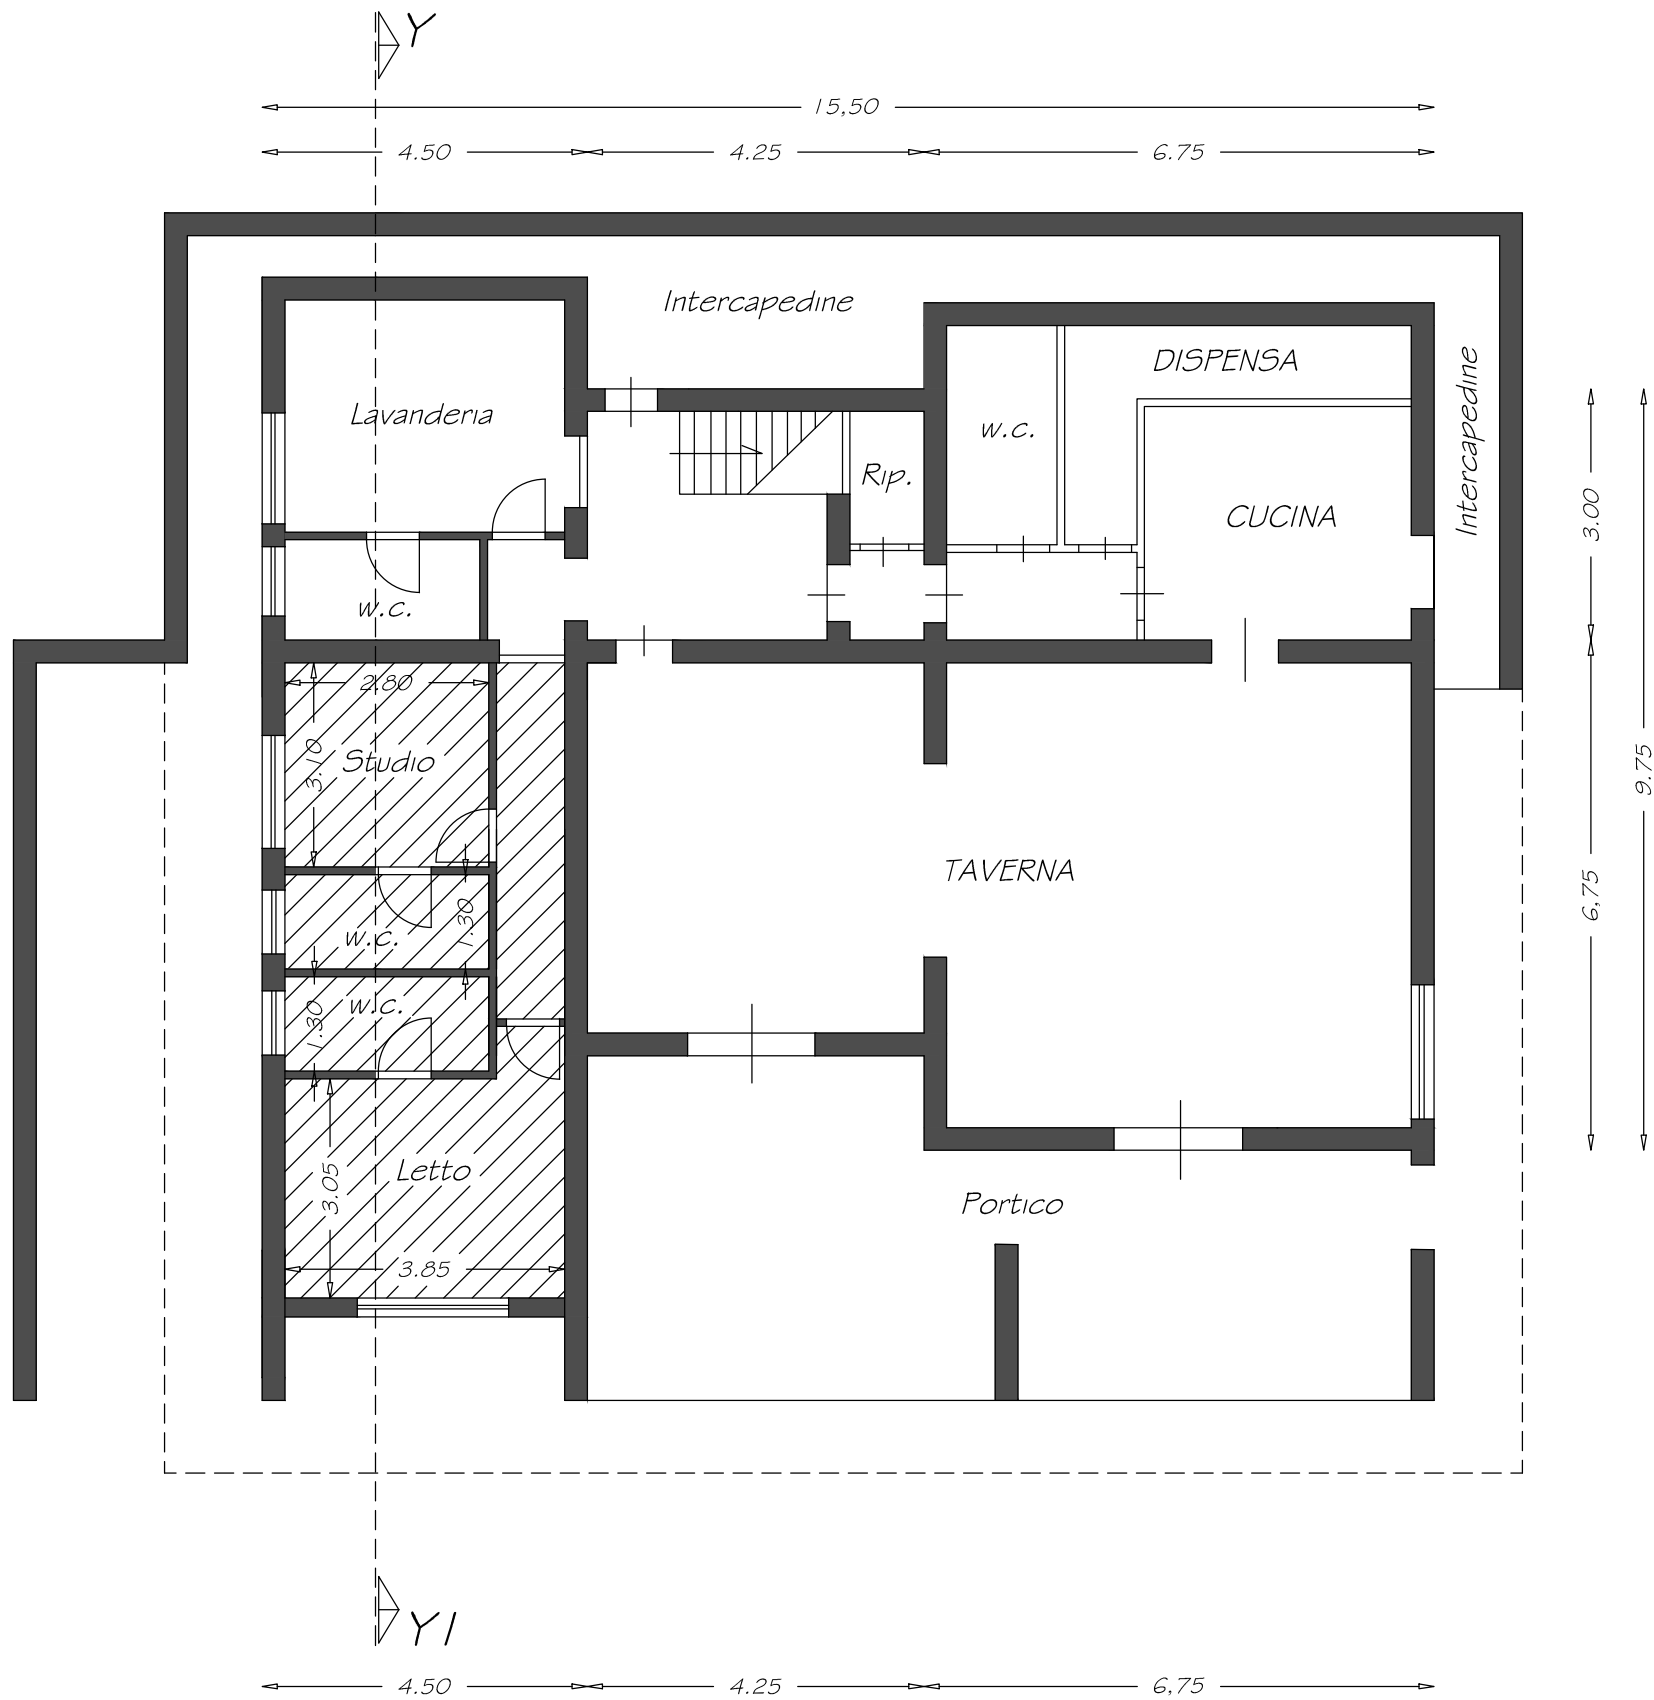 Y
15,50
4.50
4.25
6.75
Intercapedine
DISPENSA
Intercapedine
Lavanderia
w.c.
Rip.
CUCINA
3.00
w.c.
2.80
3.10
Studio
9.75
TAVERNA
6,75
1.30
w.c.
w.c.
1.30
Letto
3.05
Portico
3.85
Y1
4.50
4.25
6,75